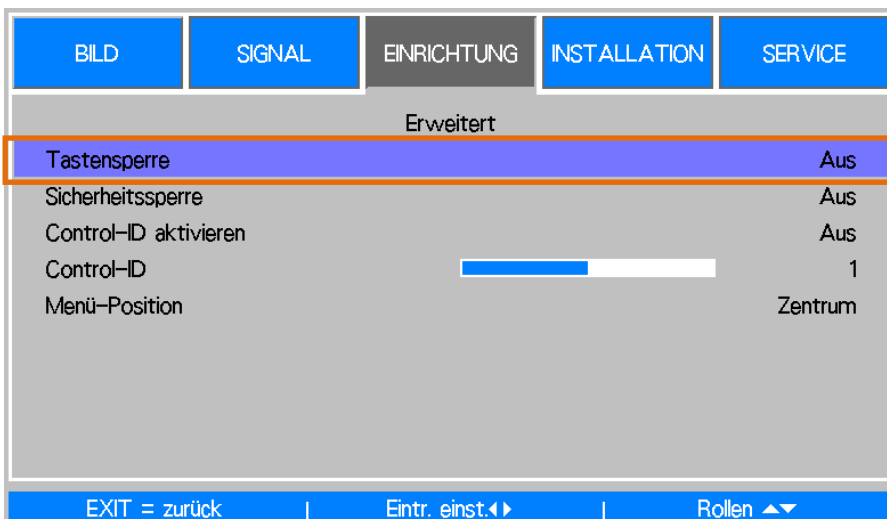 BILD SIGNAL EINRICHTUNG INSTALLATION SERVICE
Erweitert
Tastensperre Aus
Sicherheitssperre Aus
Control-ID aktivieren Aus
Control-ID 1
Menü-Position Zentrum
EXIT = zurück | Eintr. einst.◂▸ | Rollen ▲▼